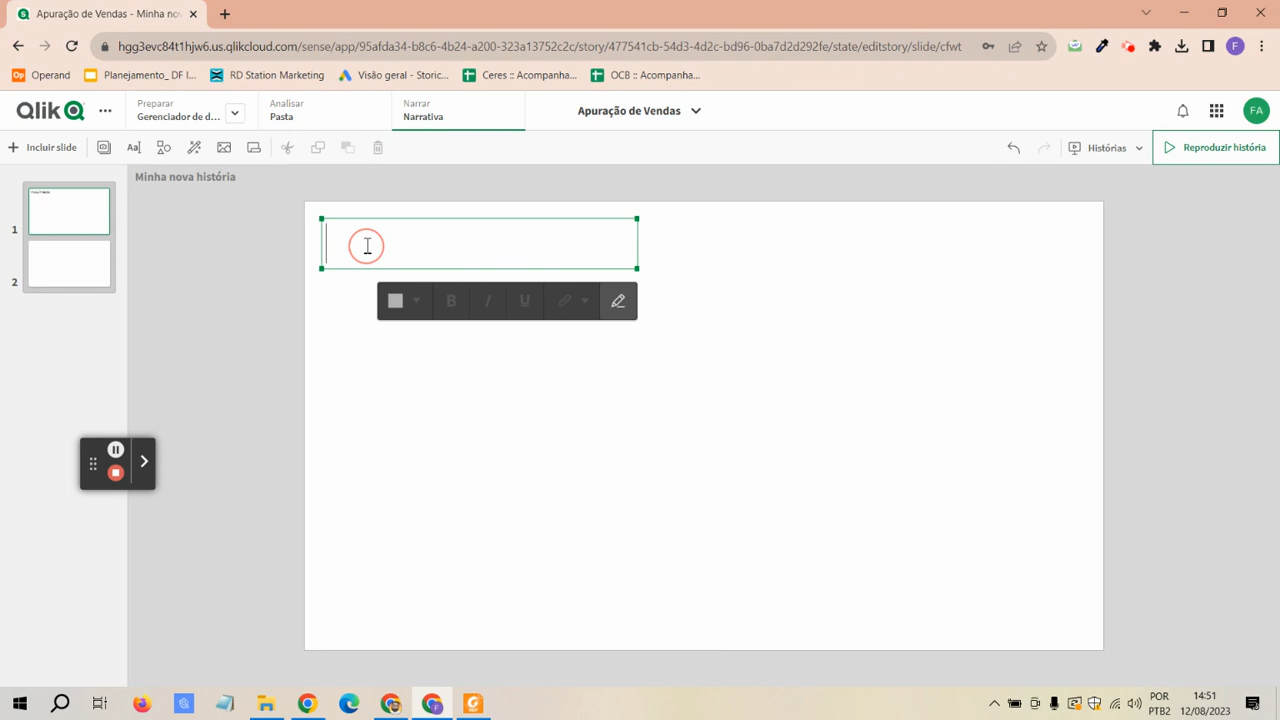 Apuração de Vendas - Minha no
hgg3evc84t1hjw6.us.qlikcloud.com/sense/app/95afda34-b8c6-4b24-a200-323a13752c2c/story/477541cb-54d3-4d2c-bd96-0ba7d2d292fe/state/editstory/slide/cfwt
F
Op Operand
Planejamento_ DF I...
RD Station Marketing
Visão geral - Storic...
Ceres :: Acompanha...
OCB :: Acompanha...
Qlik
Preparar
Gerenciador de d...
Analisar
Pasta
Narrar
Narrativa
Apuração de Vendas
FA
Incluir slide
Aa
Histórias
Reproduzir história
Minha nova história
1
2
B I U
POR
PTB2
14:51
12/08/2023